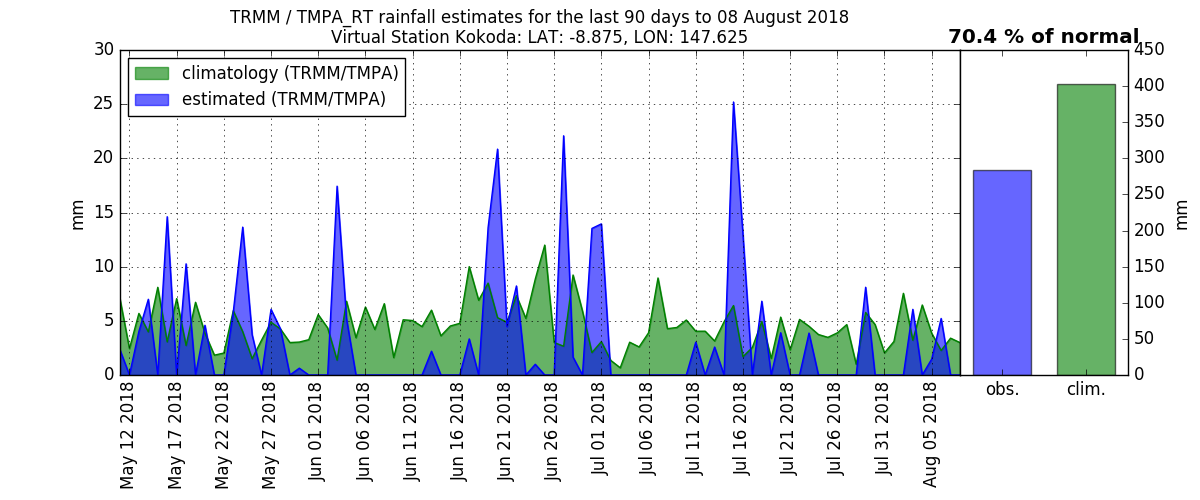 TRMM / TMPA_RT rainfall estimates for the last 90 days to 08 August 2018
Virtual Station Kokoda: LAT: -8.875, LON: 147.625
70.4 % of normal
climatology (TRMM/TMPA)
estimated (TRMM/TMPA)
30
25
20
15
10
5
0
mm
May 12 2018
May 17 2018
May 22 2018
May 27 2018
Jun 01 2018
Jun 06 2018
Jun 11 2018
Jun 16 2018
Jun 21 2018
Jun 26 2018
Jul 01 2018
Jul 06 2018
Jul 11 2018
Jul 16 2018
Jul 21 2018
Jul 26 2018
Jul 31 2018
Aug 05 2018
450
400
350
300
250
200
150
100
50
0
mm
obs.
clim.